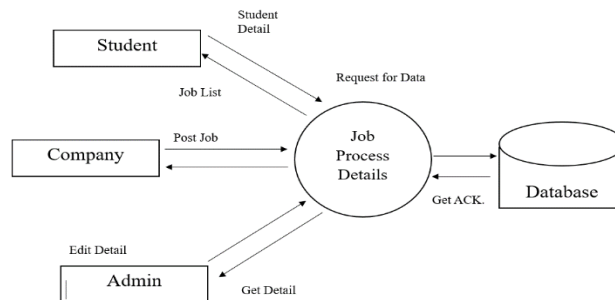 Student
Detail
Student
Request for Data
Job List
Post Job
Job
Process
Details
Company
Database
Get ACK.
Edit Detail
Admin
Get Detail